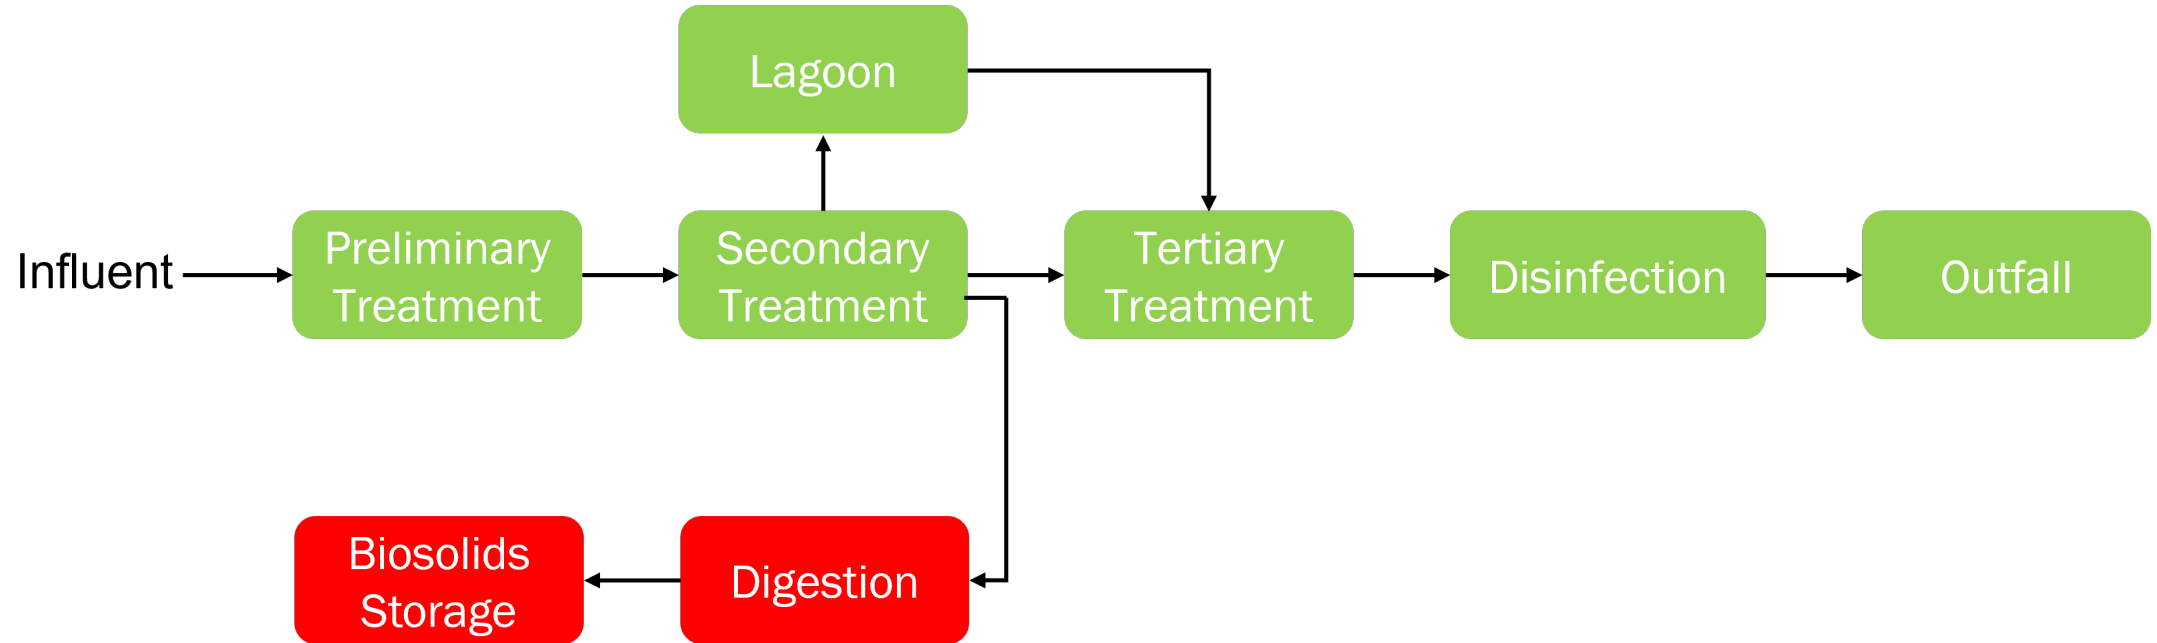 Lagoon
Influent
Preliminary
Treatment
Secondary
Treatment
Tertiary
Treatment
Disinfection
Outfall
Biosolids
Storage
Digestion